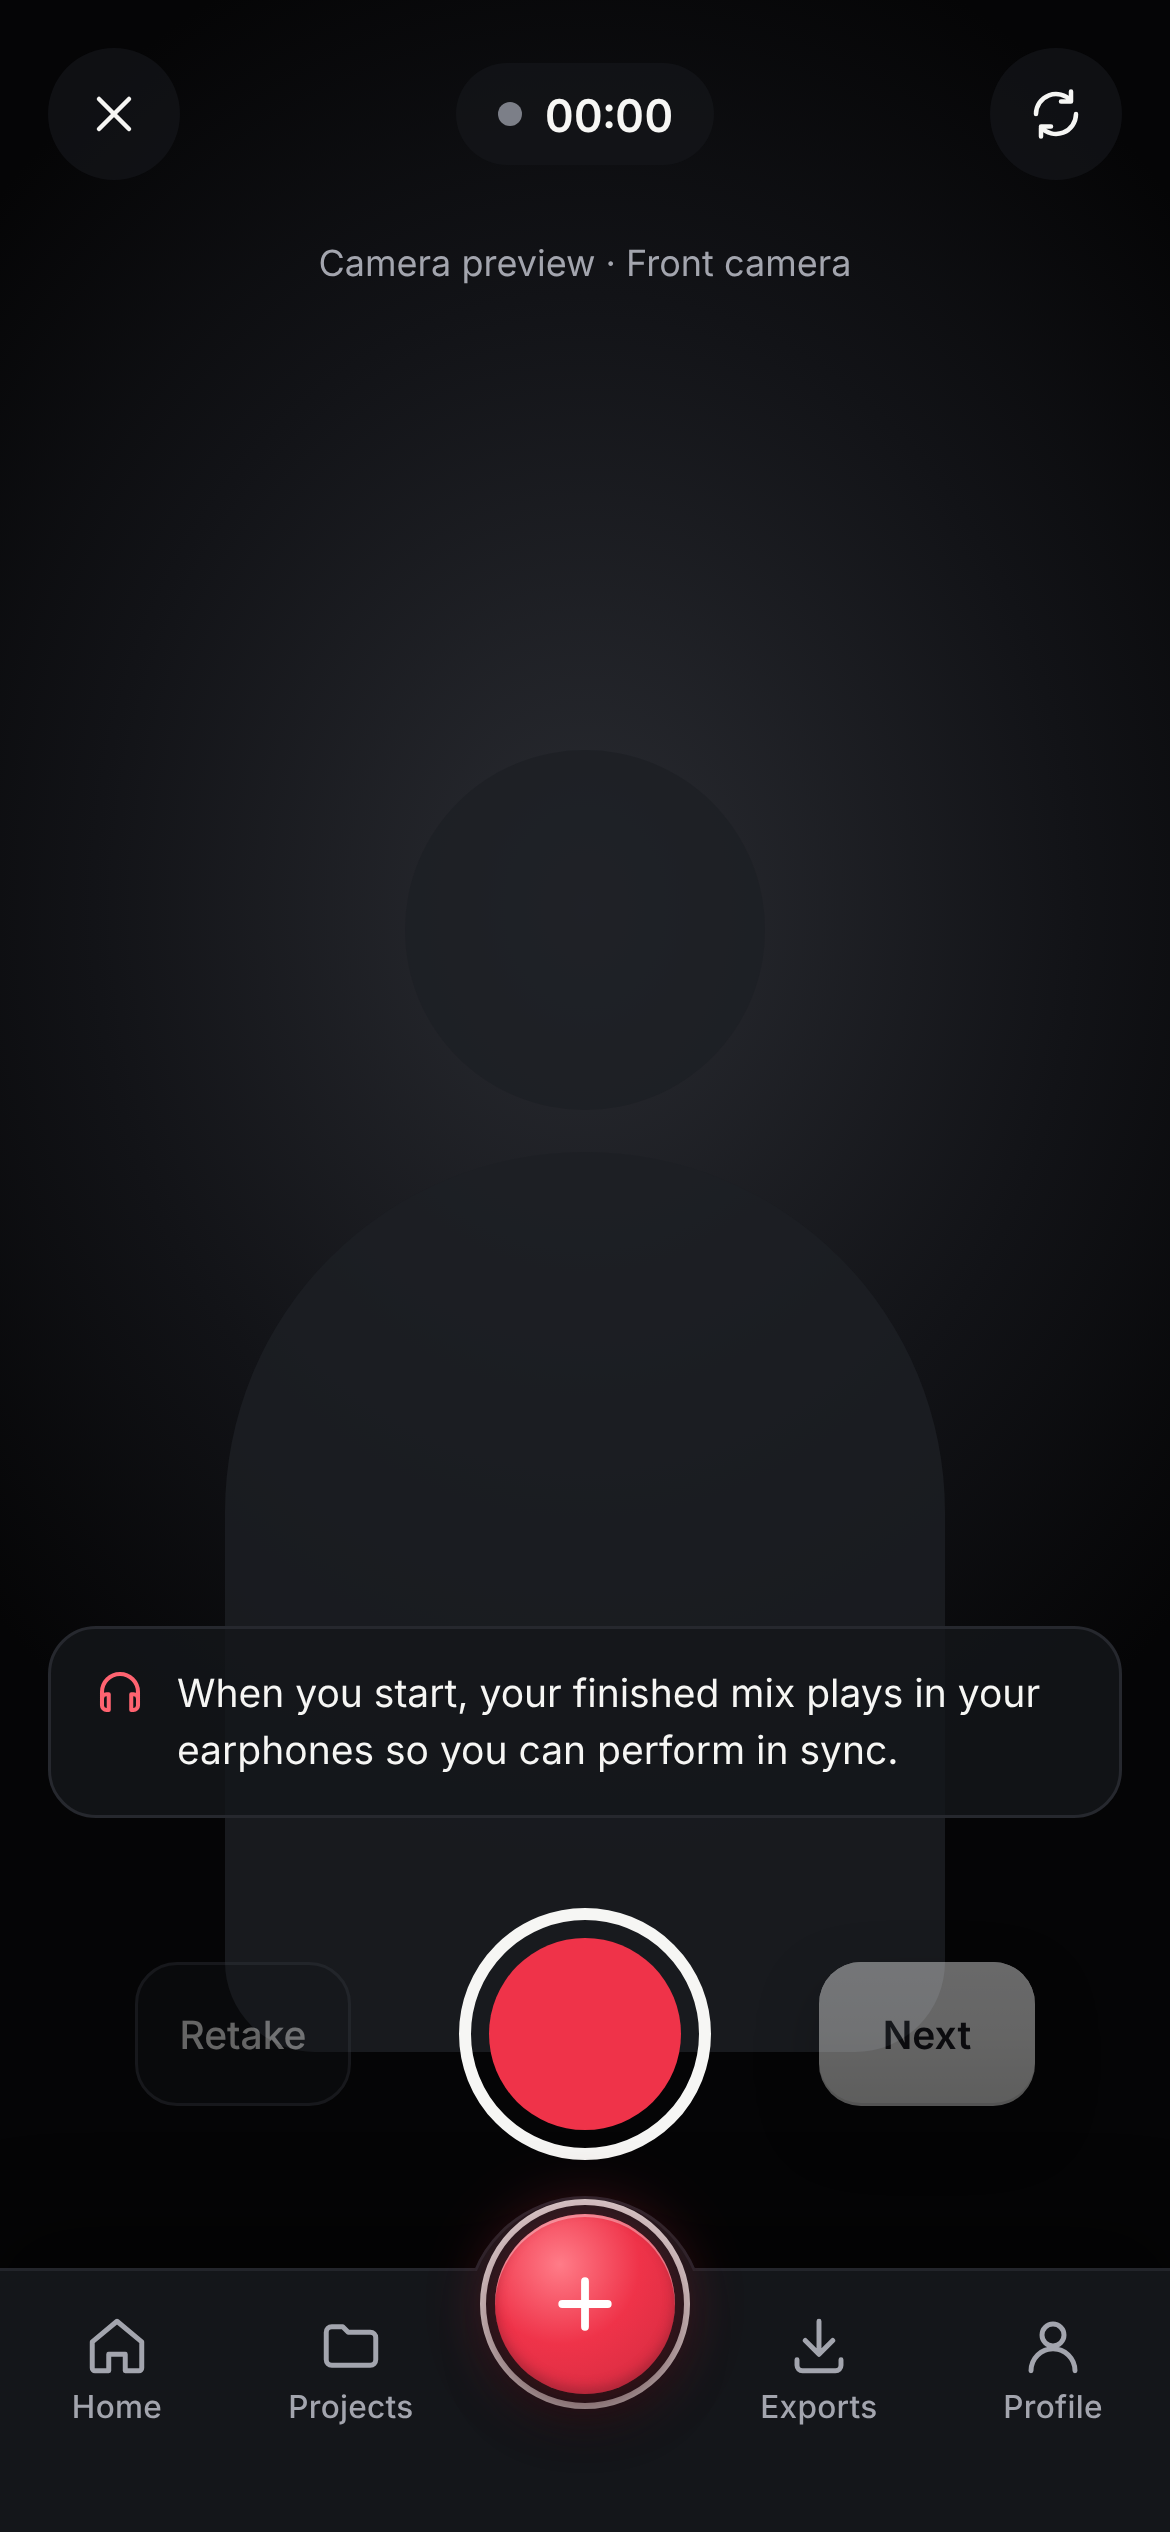 00:00
Camera preview · Front camera
When you start, your finished mix plays in your
earphones so you can perform in sync.
Retake
Next
Home
Projects
Exports
Profile